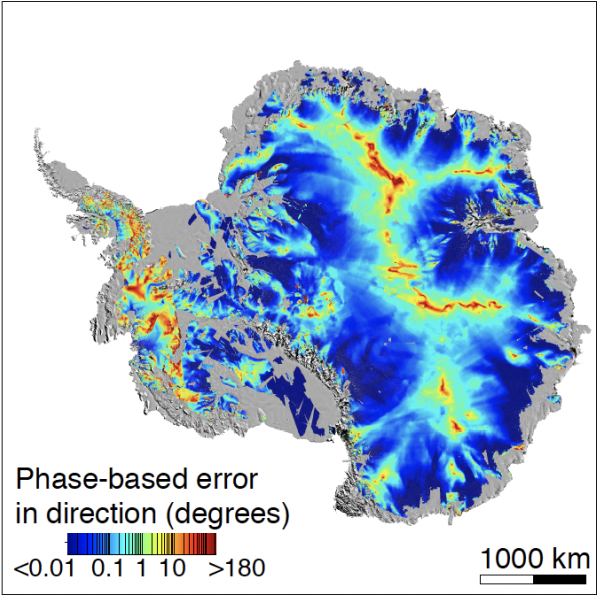 Phase-based error
in direction (degrees)
<0.01 0.1 1 10 >180
1000 km